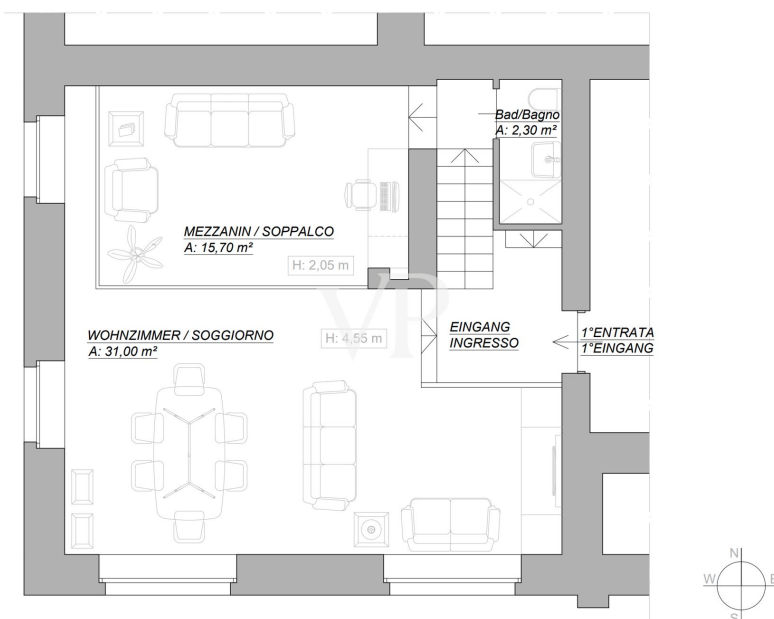 Bad/Bagno
A: 2,30 m²
MEZZANIN / SOPPALCO
A: 15,70 m²
H: 2,05 m
WOHNZIMMER / SOGGIORNO
A: 31,00 m²
H: 4,55 m
VP
EINGANG
INGRESSO
1°ENTRATA
1°EINGANG
N
W
E
S